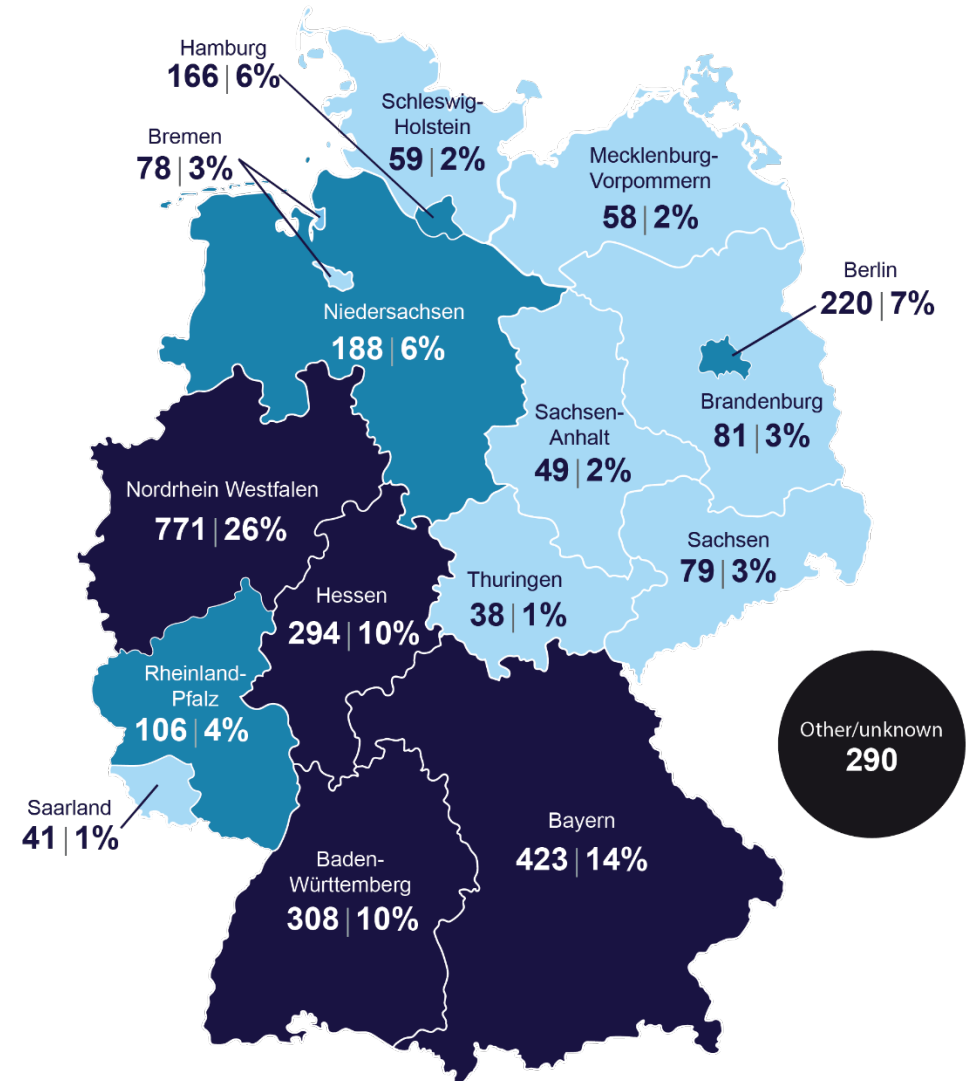 Hamburg
166|6%
Schleswig-
Holstein
59|2%
Bremen
78|3%
Mecklenburg-
Vorpommern
58|2%
Berlin
220|7%
Niedersachsen
188|6%
Brandenburg
81|3%
Sachsen-
Anhalt
49|2%
Nordrhein Westfalen
771|26%
Sachsen
79|3%
Thuringen
38|1%
Hessen
294|10%
Rheinland-
Pfalz
106|4%
Other/unknown
290
Saarland
41|1%
Bayern
423|14%
Baden-
Württemberg
308|10%